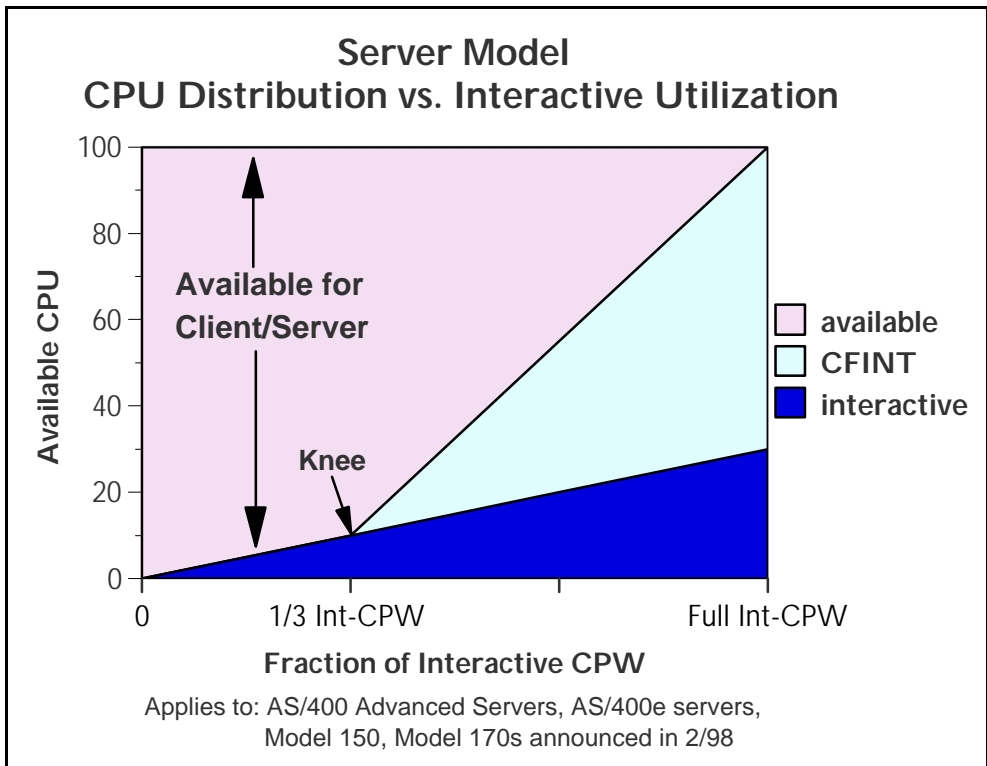 Server Model
CPU Distribution vs. Interactive Utilization
100
80
60
40
20
0
Available CPU
Available for
Client/Server
Knee
available
CFINT
interactive
0
1/3 Int-CPW
Full Int-CPW
Fraction of Interactive CPW
Applies to: AS/400 Advanced Servers, AS/400e servers,
Model 150, Model 170s announced in 2/98